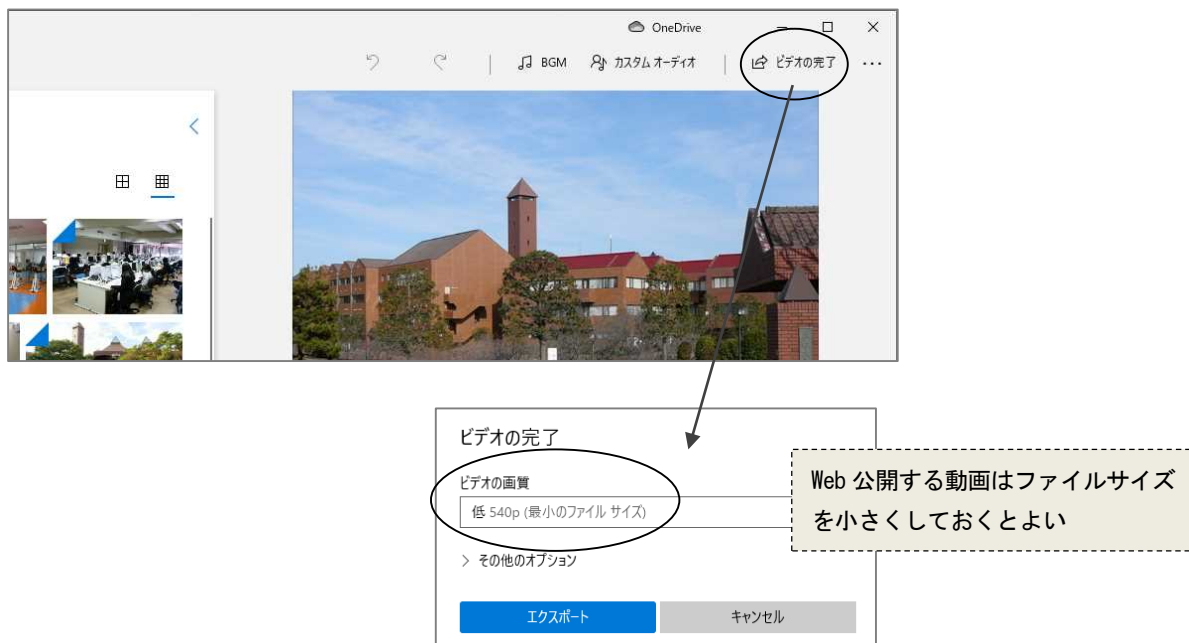 OneDrive
BGM カスタム オーディオ ビデオの完了
ビデオの完了
ビデオの画質
低 540p (最小のファイル サイズ)
Web 公開する動画はファイルサイズ
を小さくしておくとよい
その他のオプション
エクスポート キャンセル